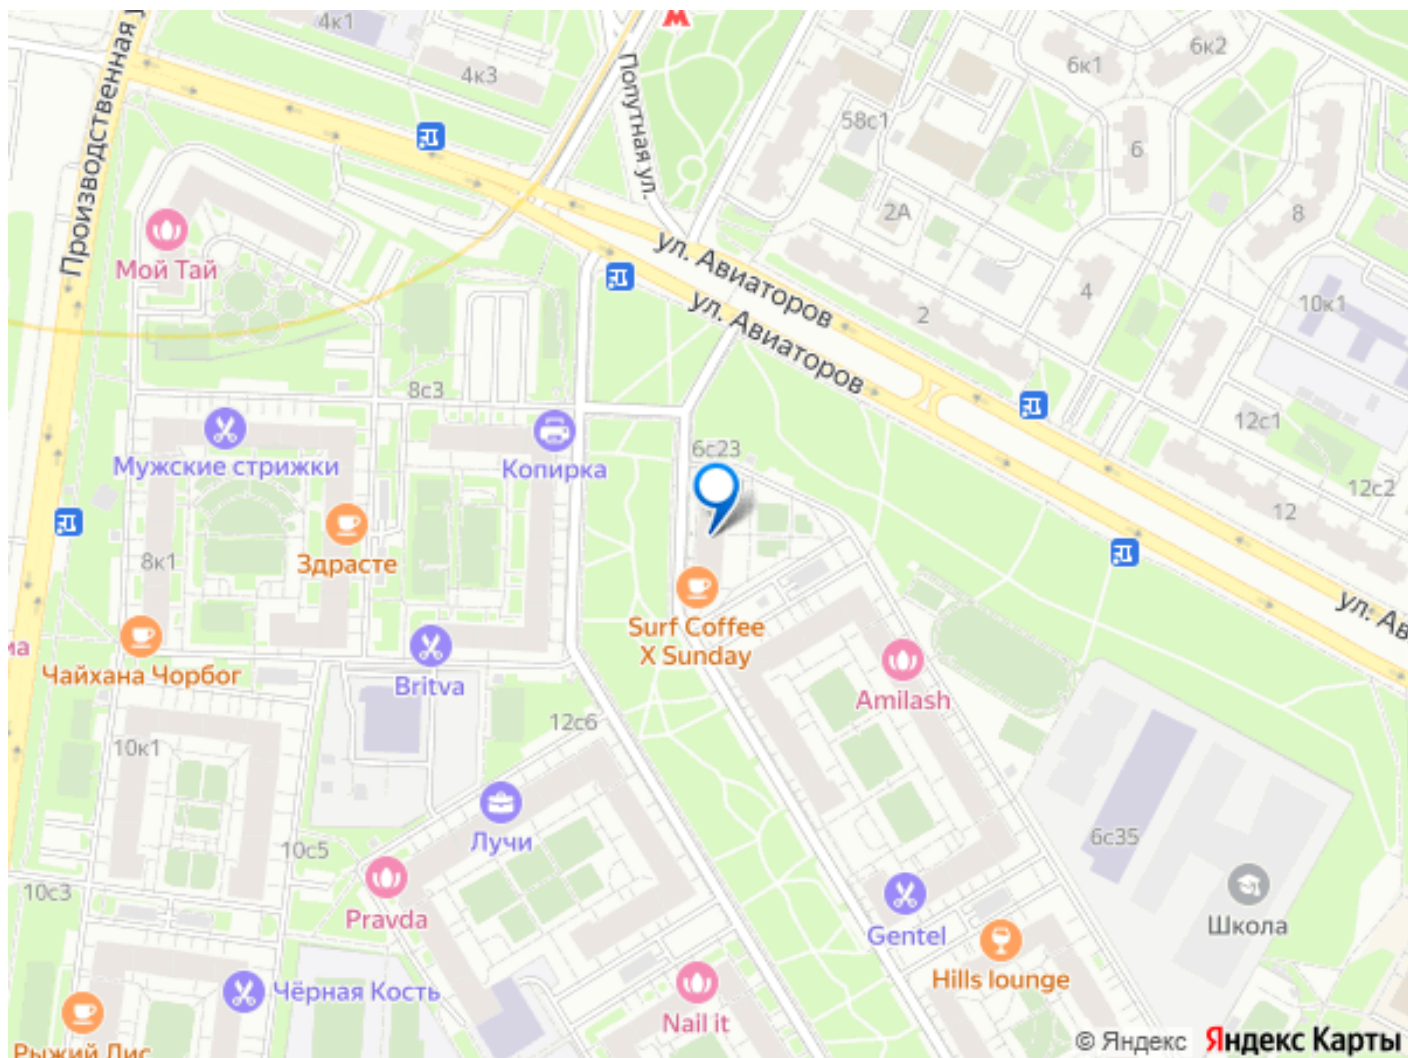 4к1
4к3
Производственная
Попутная ул.
6к1
6к2
58с1
6
2А
8
Мой Тай
ул. Авиаторов
ул. Авиаторов
4
10к1
2
8с3
12с1
6с23
Мужские стрижки
Копирка
12с2
12
8к1
Здрасте
Surf Coffee
X Sunday
ул. Ав
Чайхана Чорбог
Britva
Amilash
12с6
10к1
Лучи
6с35
10с5
10с3
Pravda
Gentel
Школа
Hills lounge
Чёрная Кость
Nail it
Рыжий Лис
© Яндекс Яндекс Карты